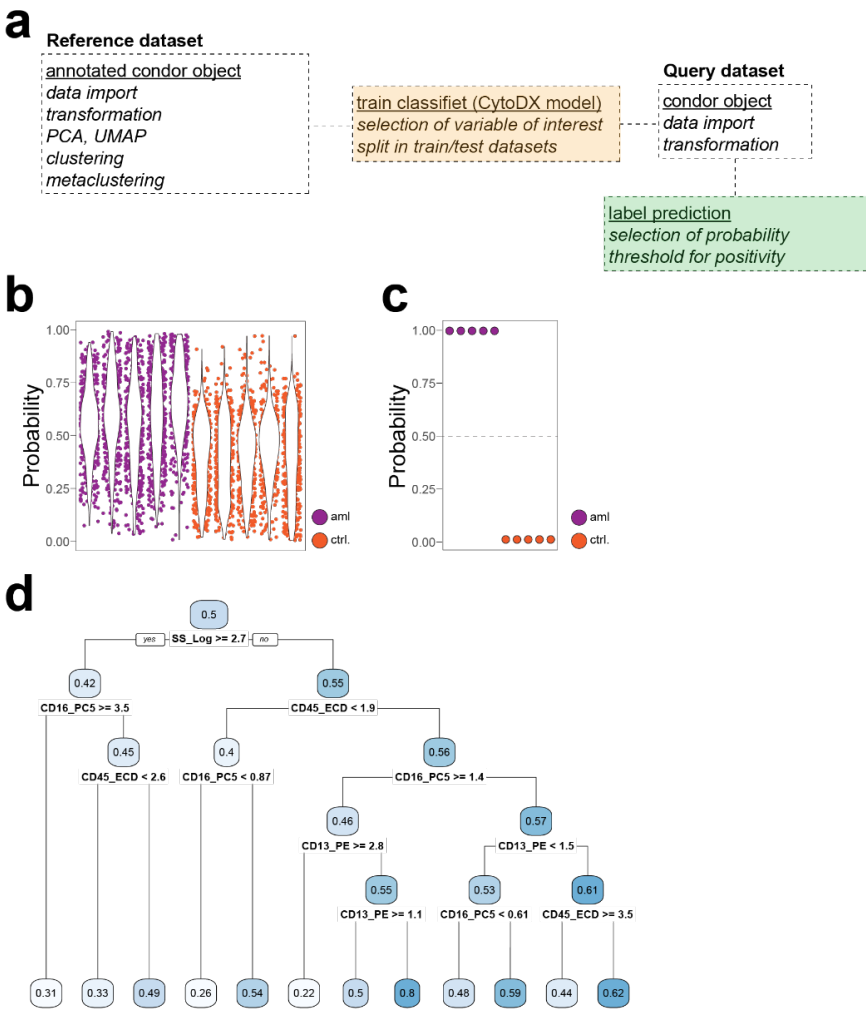 a
Reference dataset
annotated condor object
data import
transformation
PCA, UMAP
clustering
metaclustering
train classifiet (CytoDX model)
selection of variable of interest
split in train/test datasets
Query dataset
condor object
data import
transformation
label prediction
selection of probability
threshold for positivity
b
Probability
1.00
0.75
0.50
0.25
0.00
aml
ctrl.
c
Probability
1.00
0.75
0.50
0.25
0.00
aml
ctrl.
d
0.5
yes
SS_Log >= 2.7
no
0.42
0.55
CD16_PC5 >= 3.5
CD45_ECD < 1.9
0.45
0.4
0.56
CD45_ECD < 2.6
CD16_PC5 < 0.87
CD16_PC5 >= 1.4
0.46
0.57
CD13_PE >= 2.8
CD13_PE < 1.5
0.55
0.53
0.61
CD13_PE >= 1.1
CD16_PC5 < 0.61
CD45_ECD >= 3.5
0.31
0.33
0.49
0.26
0.54
0.22
0.5
0.8
0.48
0.59
0.44
0.62